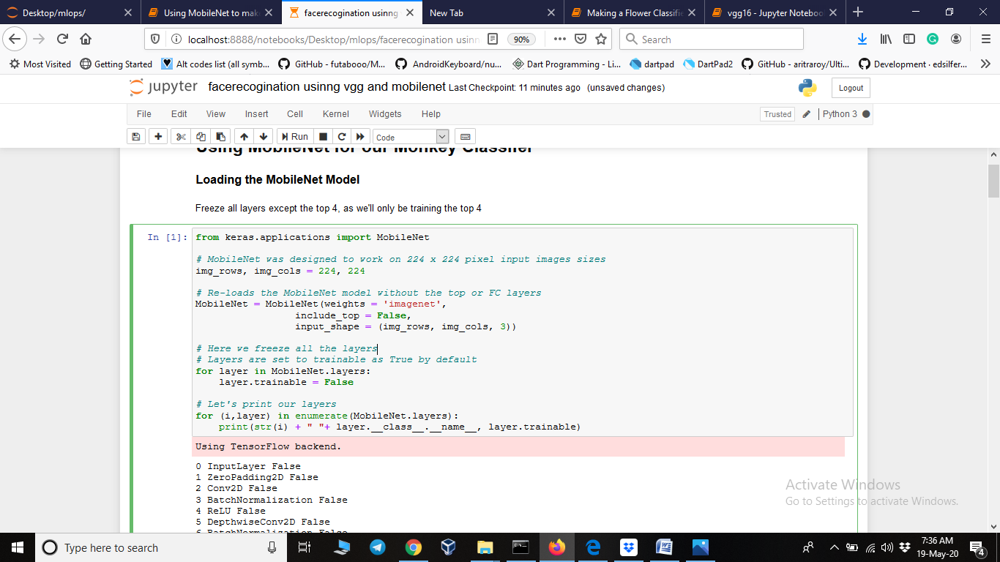 Desktop/mlops/
Using MobileNet to mak
facerecogination usinng
New Tab
Making a Flower Classifi
vgg16 - Jupyter Noteboo
localhost:8888/notebooks/Desktop/mlops/facerecogination usinn
90%
Search
Most Visited
Getting Started
Alt codes list (all symb...
GitHub - futabooo/M...
AndroidKeyboard/nu...
Dart Programming - Li...
dartpad
DartPad2
GitHub - aritraroy/Ulti...
Development · edsilfer...
jupyter facerecogination usinng vgg and mobilenet Last Checkpoint: 11 minutes ago (unsaved changes)
Logout
File Edit View Insert Cell Kernel Widgets Help
Trusted
Python 3
Run
Code
Using MobileNet for our Monkey Classifer
Loading the MobileNet Model
Freeze all layers except the top 4, as we'll only be training the top 4
In [1]:
from keras.applications import MobileNet
# MobileNet was designed to work on 224 x 224 pixel input images sizes
img_rows, img_cols = 224, 224
# Re-loads the MobileNet model without the top or FC layers
MobileNet = MobileNet(weights = 'imagenet',
include_top = False,
input_shape = (img_rows, img_cols, 3))
# Here we freeze all the layers
# Layers are set to trainable as True by default
for layer in MobileNet.layers:
layer.trainable = False
# Let's print our layers
for (i,layer) in enumerate(MobileNet.layers):
print(str(i) + " "+ layer.__class__.__name__, layer.trainable)
Using TensorFlow backend.
0 InputLayer False
1 ZeroPadding2D False
2 Conv2D False
3 BatchNormalization False
4 ReLU False
5 DepthwiseConv2D False
6 BatchNormalization False
Activate Windows
Go to Settings to activate Windows.
Type here to search
7:36 AM
19-May-20
4